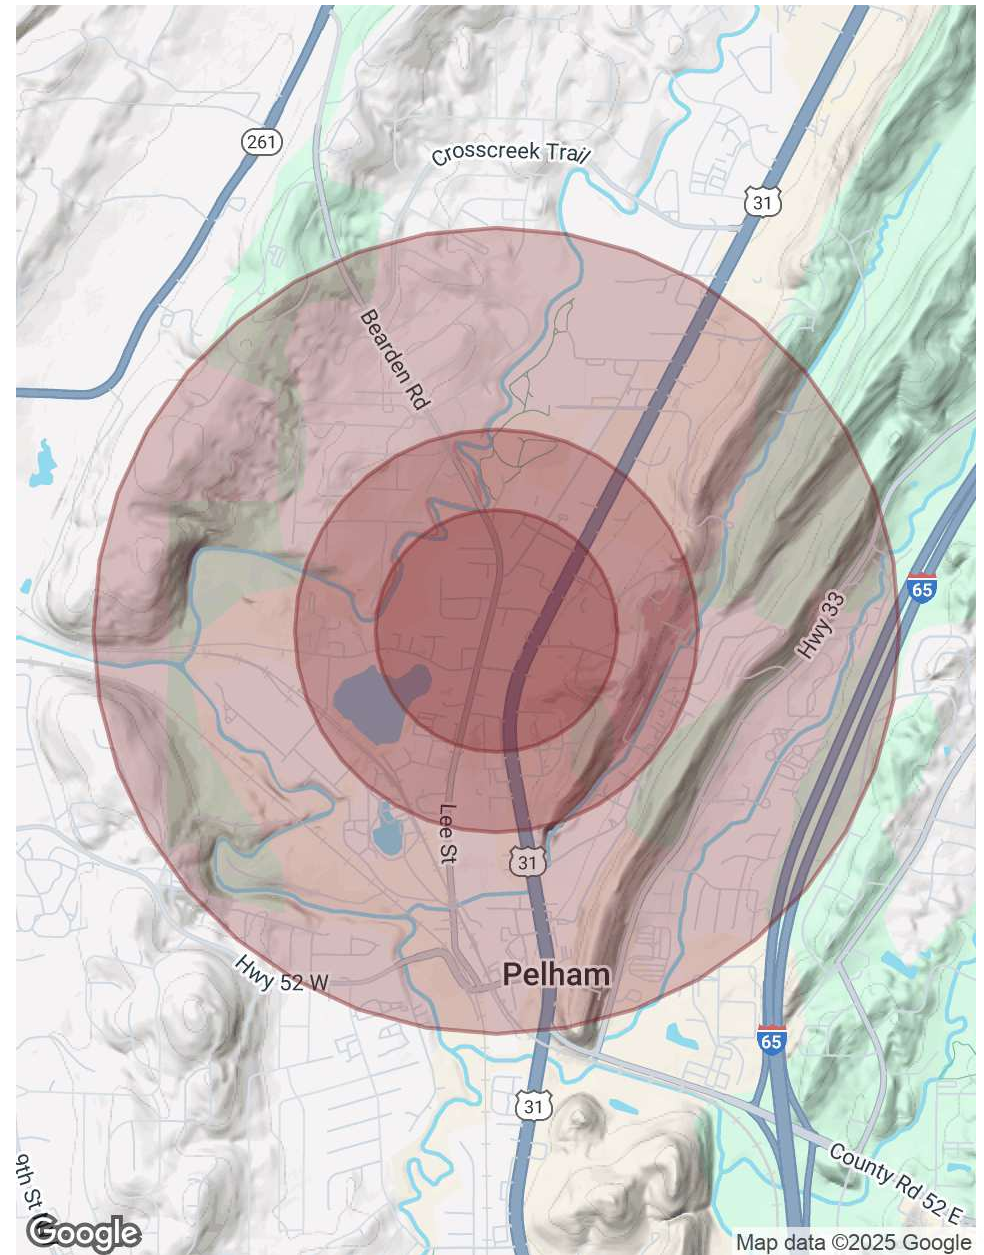 261
Crosscreek Trail
31
Bearden Rd
65
Hwy 33
Lee St
31
Pelham
Hwy 52 W
65
31
County Rd 52 E
9th St
Google
Map data ©2025 Google